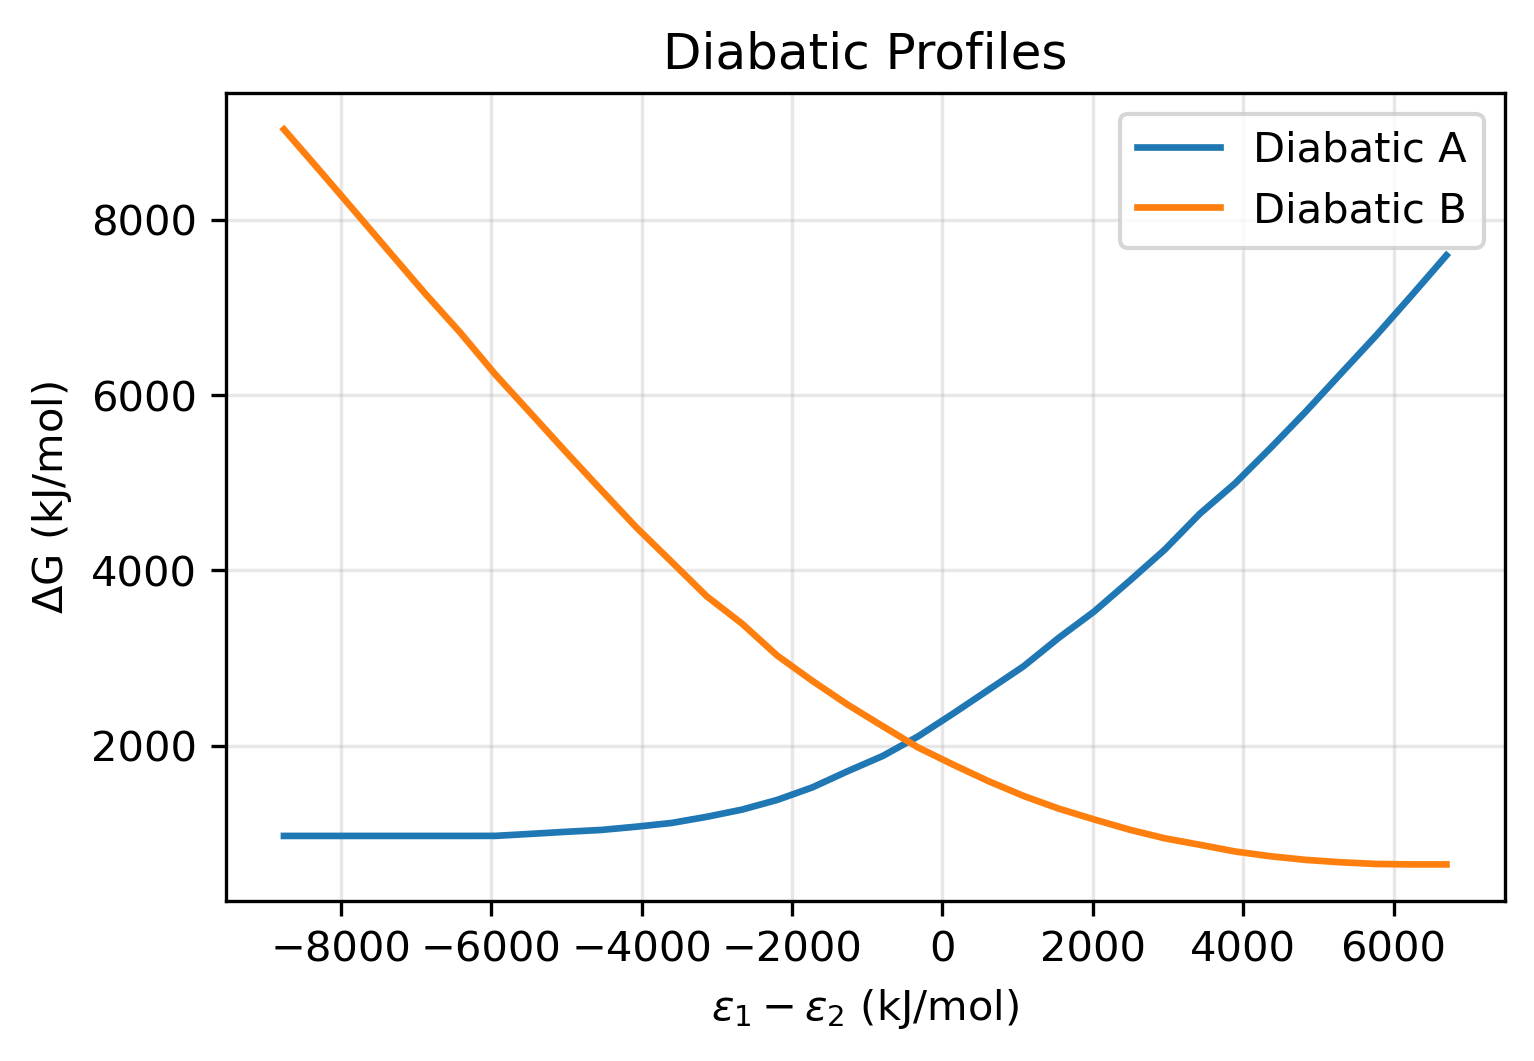 Diabatic Profiles
Diabatic A
Diabatic B
ΔG (kJ/mol)
8000
6000
4000
2000
−8000 −6000 −4000 −2000 0 2000 4000 6000
ε₁ − ε₂ (kJ/mol)